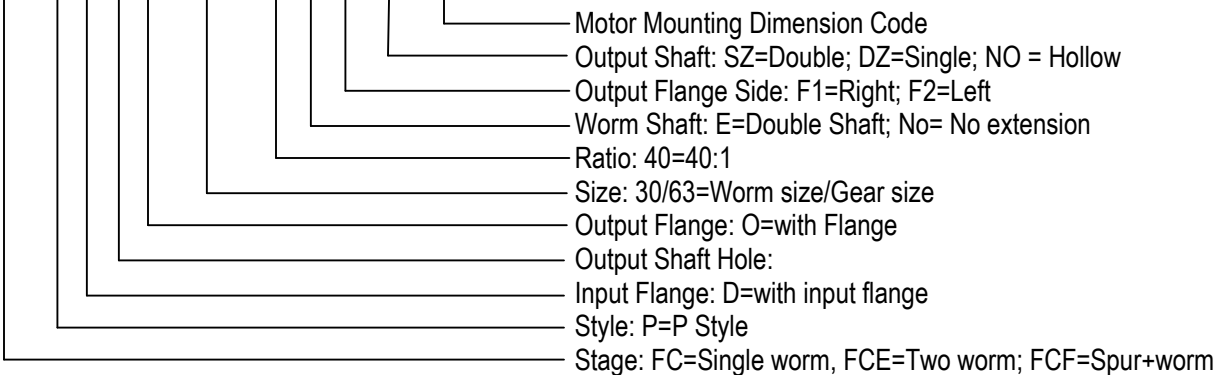 Motor Mounting Dimension Code
Output Shaft: SZ=Double; DZ=Single; NO = Hollow
Output Flange Side: F1=Right; F2=Left
Worm Shaft: E=Double Shaft; No= No extension
Ratio: 40=40:1
Size: 30/63=Worm size/Gear size
Output Flange: O=with Flange
Output Shaft Hole:
Input Flange: D=with input flange
Style: P=P Style
Stage: FC=Single worm, FCE=Two worm; FCF=Spur+worm